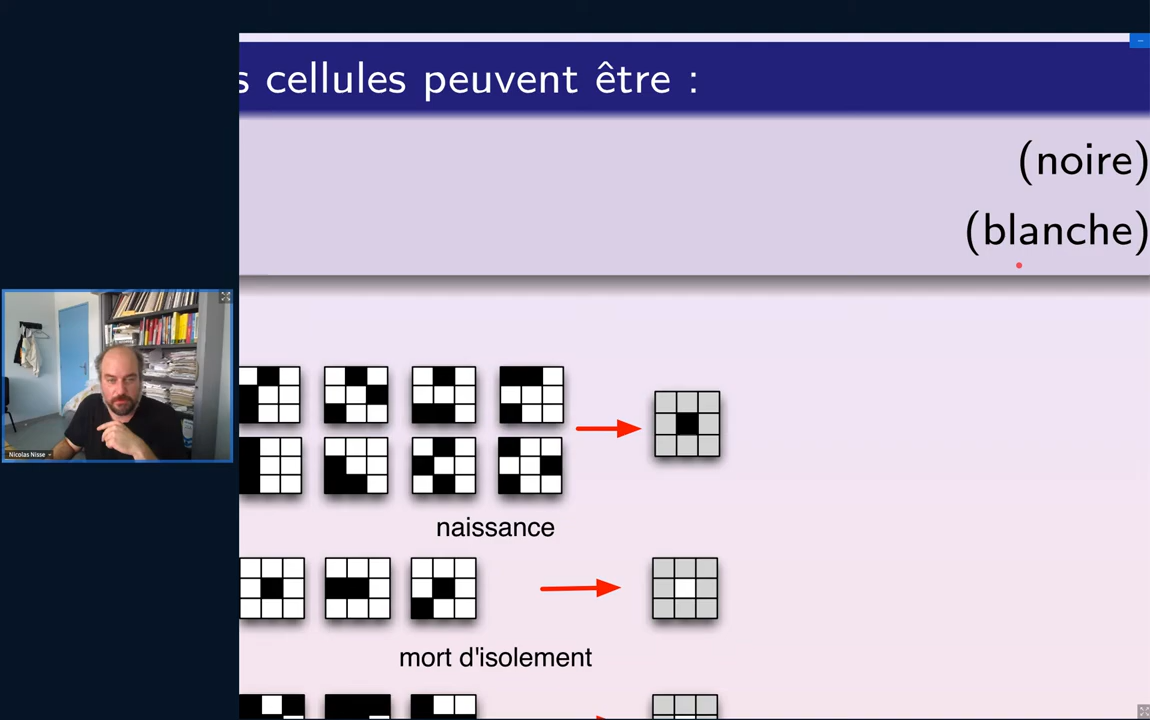 s cellules peuvent être :
(noire)
(blanche)
Nicolas Nisse
naissance
mort d'isolement